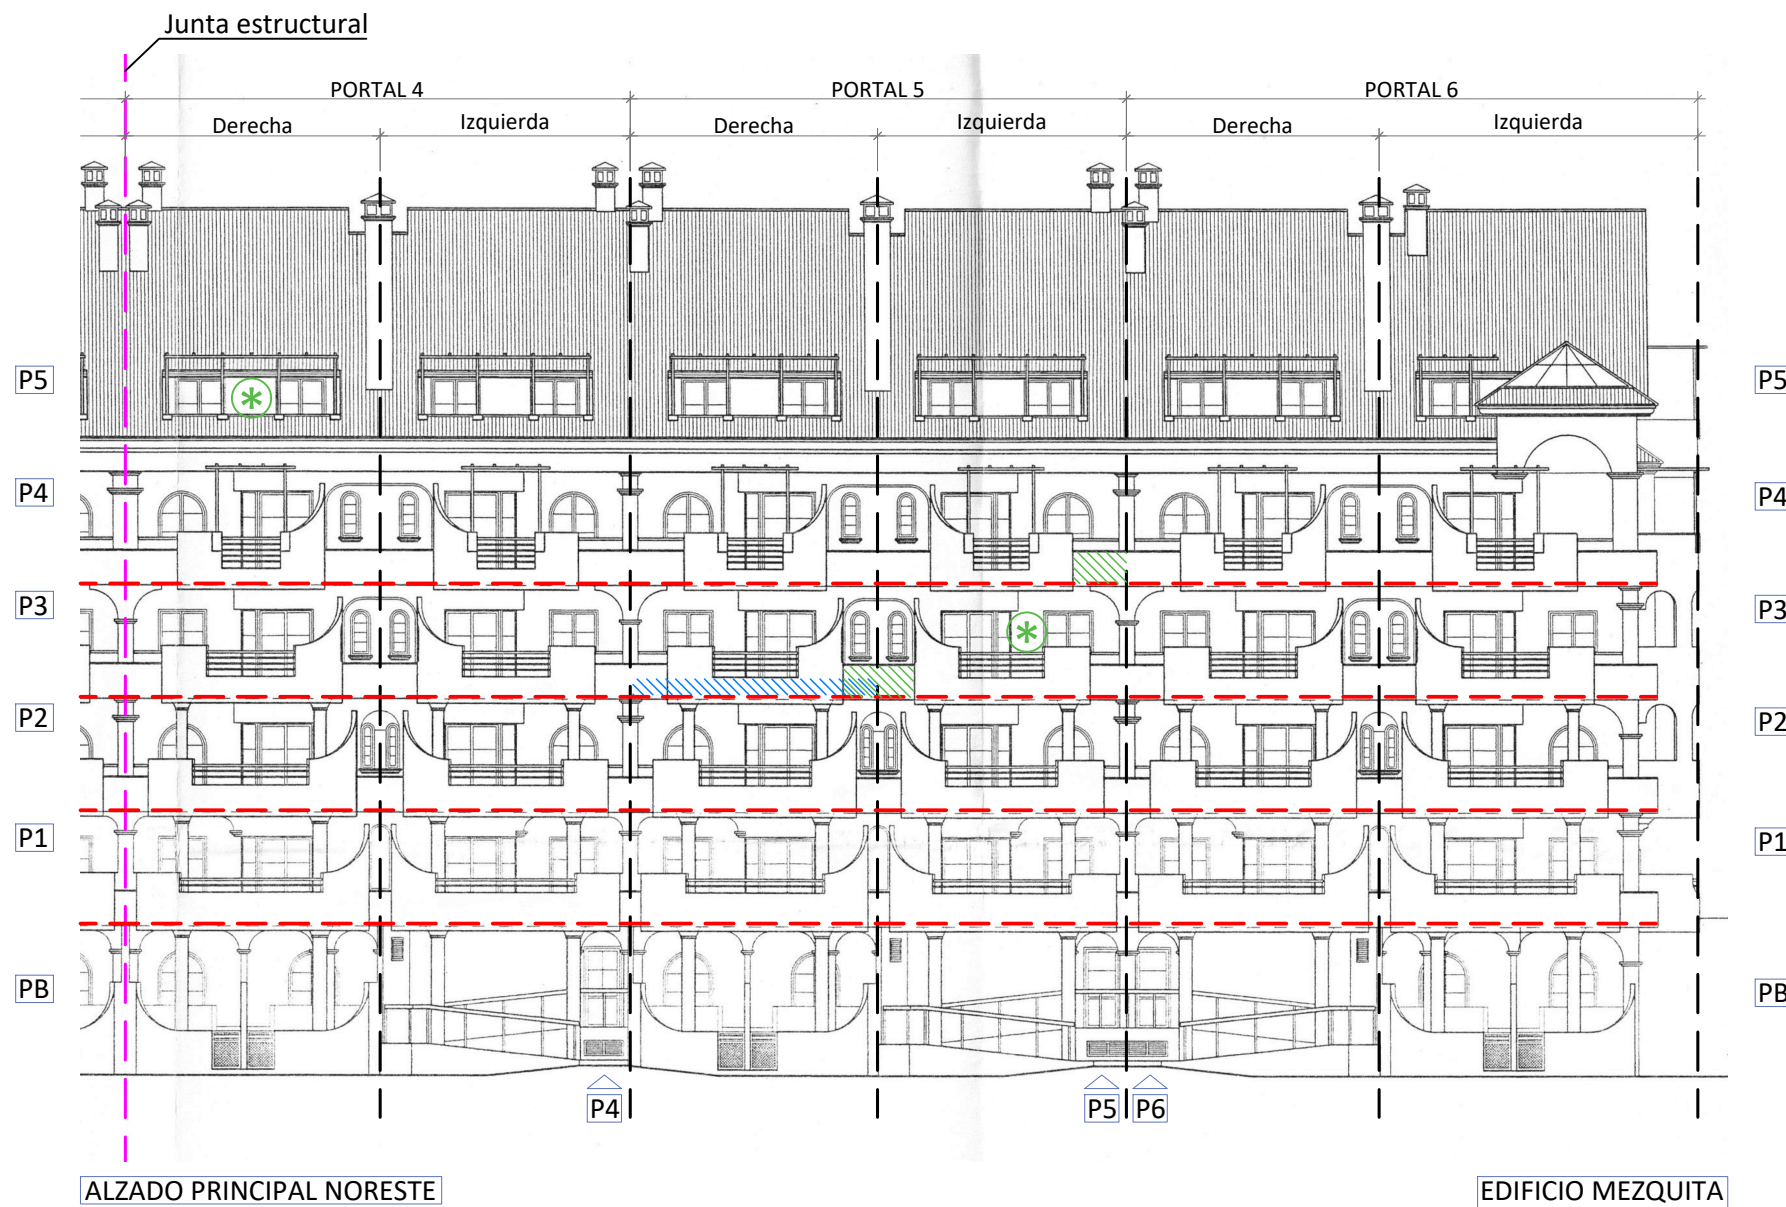 Junta estructural
PORTAL 4 PORTAL 5 PORTAL 6
Derecha Izquierda Derecha Izquierda Derecha Izquierda
P5 P5
P4 P4
P3 P3
P2 P2
P1 P1
PB PB
P4 P5 P6
ALZADO PRINCIPAL NORESTE EDIFICIO MEZQUITA